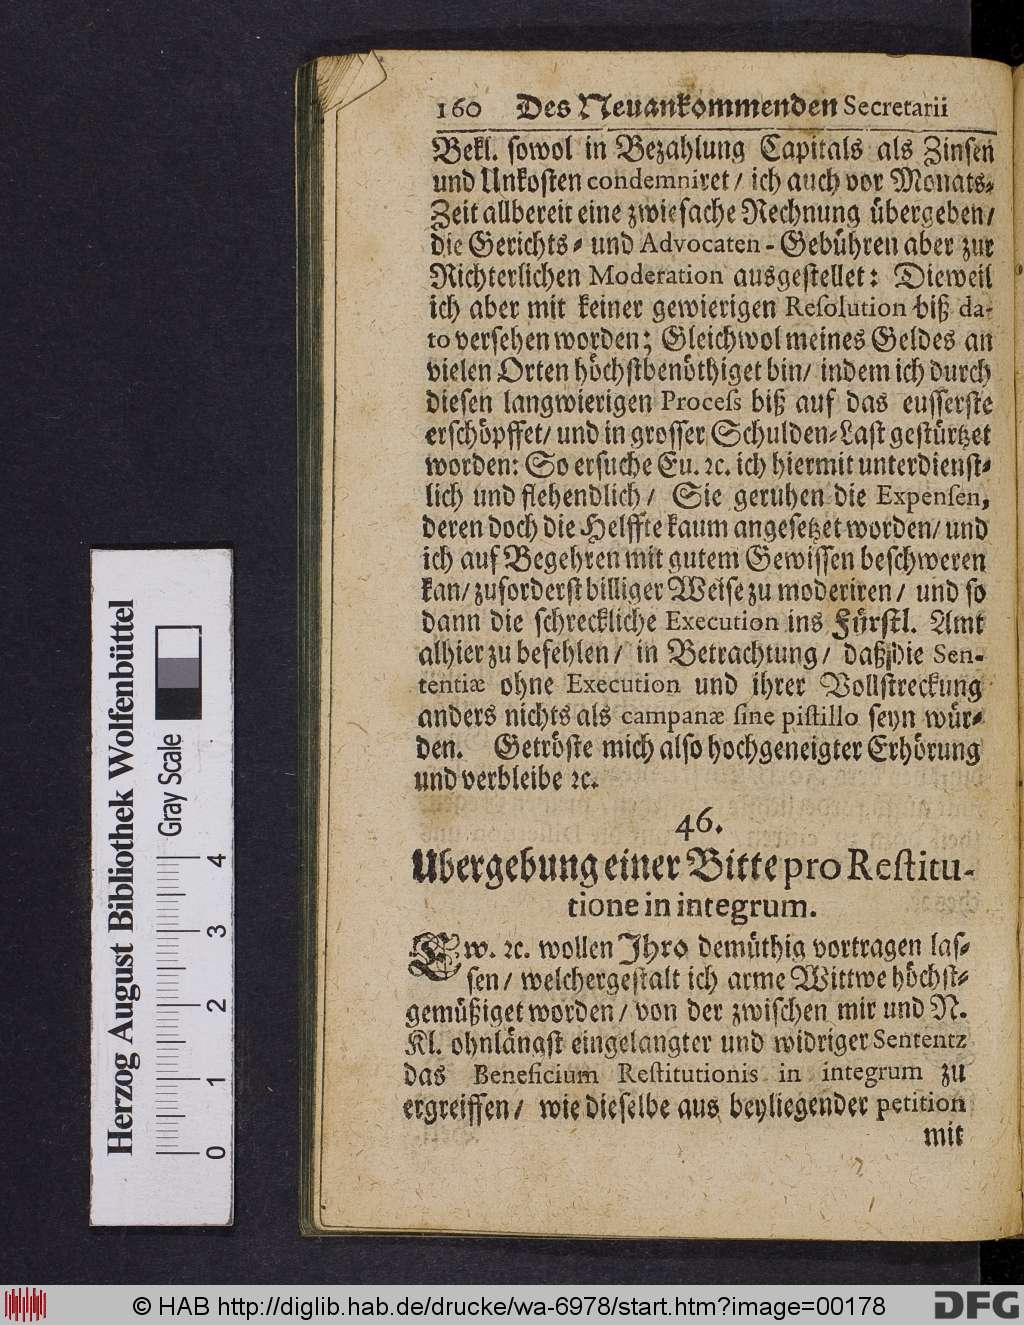 160 Des Neuankommenden Secretarii
Bekl. sowol in Bezahlung Capitals als Zinsen
und Unkosten condemniret / ich auch vor Monats⸗
Zeit allbereit eine zwiefache Rechnung übergeben /
die Gerichts ⸗ und Advocaten - Gebühren aber zur
Richterlichen Moderation ausgestellet: Dieweil
ich aber mit keiner gewierigen Resolution biß da-
to versehen worden; Gleichwol meines Geldes an
vielen Orten höchstbenöthiget bin / indem ich durch
diesen langwierigen Process biß auf das eusserste
erschöpffet / und in grosser Schulden⸗Last gestürtzet
worden: So ersuche Eu. ꝛc. ich hiermit unterdienst⸗
lich und flehendlich / Sie geruhen die Expensen,
deren doch die Helffte kaum angesetzet worden / und
ich auf Begehren mit gutem Gewissen beschweren
kan / zuforderst billiger Weise zu moderiren / und so
dann die schreckliche Execution ins Fürstl. Amt
alhier zu befehlen / in Betrachtung / daß die Sen-
tentiæ ohne Execution und ihrer Vollstreckung
anders nichts als campanæ sine pistillo seyn wür⸗
den. Getröste mich also hochgeneigter Erhörung
und verbleibe ꝛc.
46.
Ubergebung einer Bitte pro Restitu-
tione in integrum.
Ew. ꝛc. wollen Ihro demüthig vortragen las⸗
sen / welchergestalt ich arme Wittwe höchst⸗
gemüßiget worden / von der zwischen mir und N.
Kl. ohnlängst eingelangter und widriger Sententz
das Beneficium Restitutionis in integrum zu
ergreiffen / wie dieselbe aus beyliegender petition
mit
Herzog August Bibliothek Wolfenbüttel
Gray Scale
0 1 2 3 4
© HAB http://diglib.hab.de/drucke/wa-6978/start.htm?image=00178
DFG